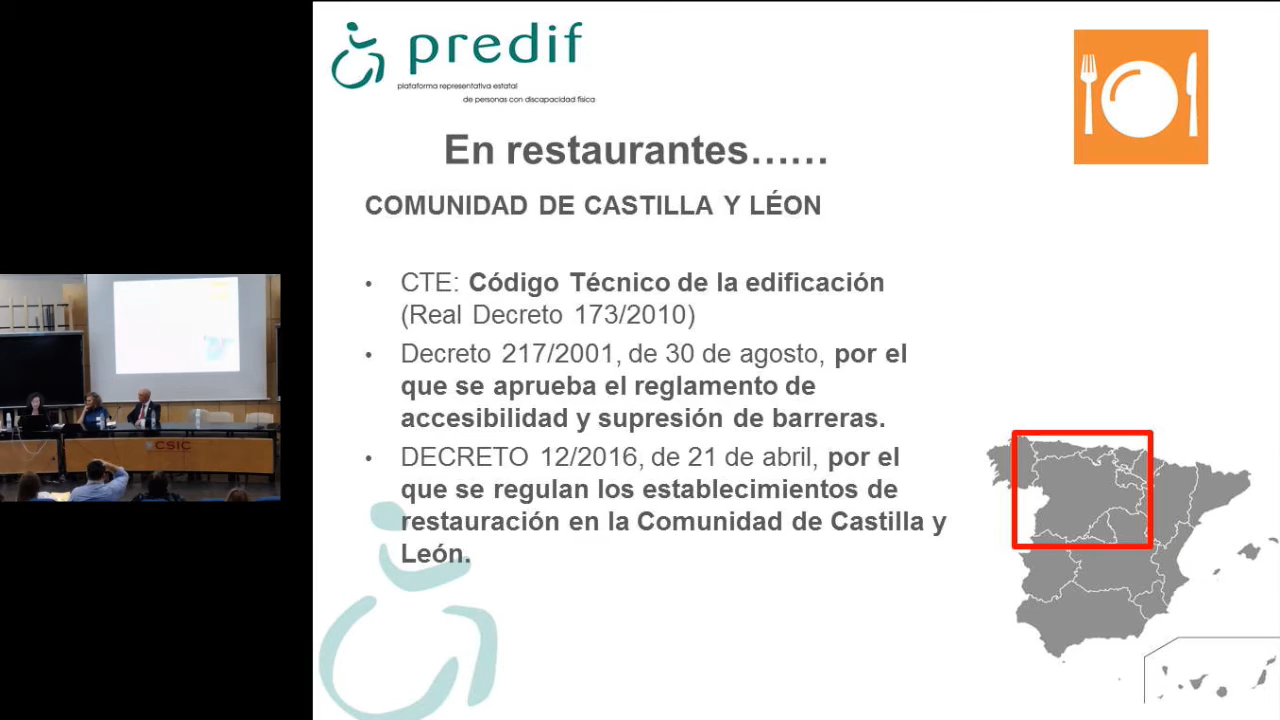 predif
plataforma representativa estatal
de personas con discapacidad física
En restaurantes......
COMUNIDAD DE CASTILLA Y LÉON
• CTE: Código Técnico de la edificación
(Real Decreto 173/2010)
• Decreto 217/2001, de 30 de agosto, por el
que se aprueba el reglamento de
accesibilidad y supresión de barreras.
• DECRETO 12/2016, de 21 de abril, por el
que se regulan los establecimientos de
restauración en la Comunidad de Castilla y
León.
CSIC